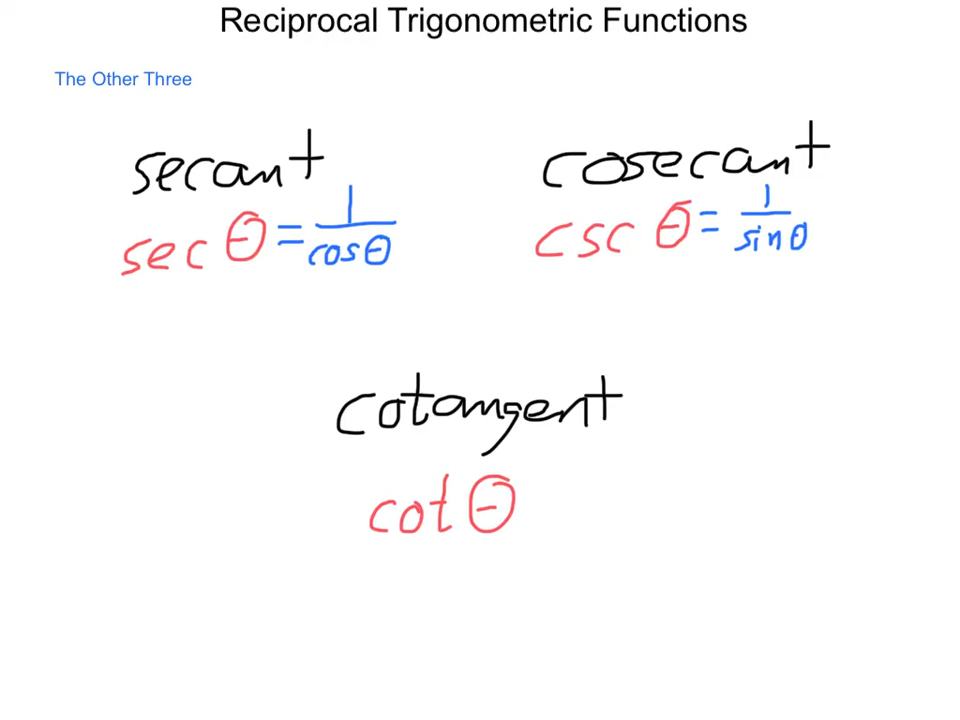 Reciprocal Trigonometric Functions
The Other Three
secant
sec θ = 1/cosθ
cosecant
csc θ = 1/sinθ
cotangent
cot θ